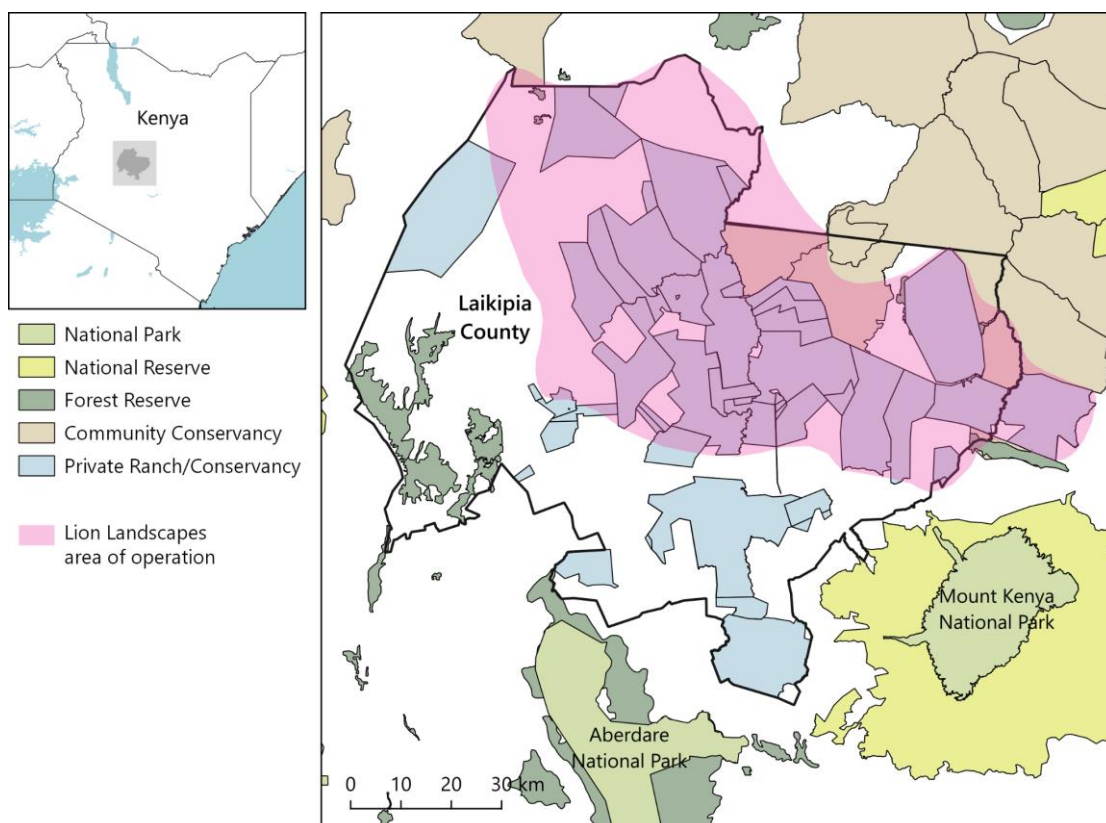 Kenya
National Park
National Reserve
Forest Reserve
Community Conservancy
Private Ranch/Conservancy
Lion Landscapes
area of operation
Laikipia
County
Mount Kenya
National Park
Aberdare
National Park
0 10 20 30 km